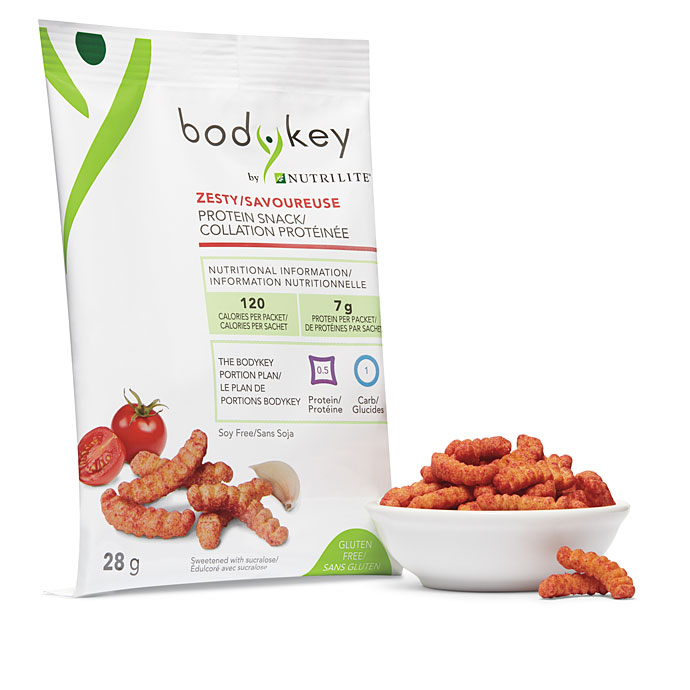 bodykey
by NUTRILITE
ZESTY/SAVOUREUSE
PROTEIN SNACK/
COLLATION PROTÉINÉE
NUTRITIONAL INFORMATION/
INFORMATION NUTRITIONNELLE
120
CALORIES PER PACKET/
CALORIES PAR SACHET
7 g
PROTEIN PER PACKET/
DE PROTÉINES PAR SACHET
THE BODYKEY
PORTION PLAN/
LE PLAN DE
PORTIONS BODYKEY
0.5
Protein/
Protéine
1
Carb/
Glucides
Soy Free/Sans Soja
GLUTEN
FREE/
SANS GLUTEN
Sweetened with sucralose/
Édulcoré avec sucralose
28 g